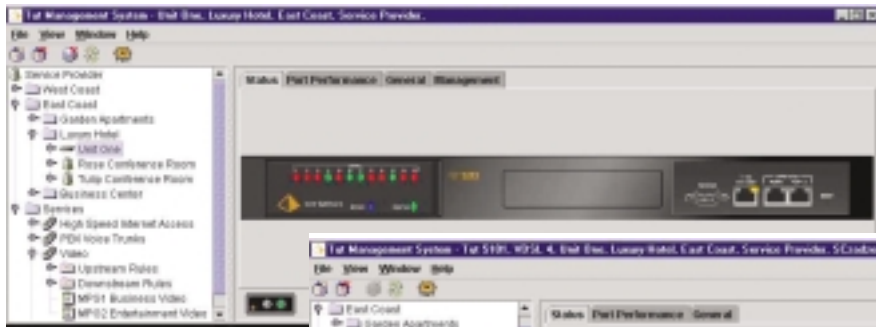 Tut Management System - Unit One, Luxury Hotel, East Coast, Service Provider.
File View Window Help
Service Provider
West Coast
East Coast
Garden Apartments
Luxury Hotel
Unit One
Rose Conference Room
Tulip Conference Room
Business Center
Services
High Speed Internet Access
PBX Voice Trunks
Video
Upstream Rules
Downstream Rules
MPG1 Business Video
MPG2 Entertainment Video
Status Port Performance General Management
Tut Management System - Tut 5101, VDSL 4, Unit One, Luxury Hotel, East Coast, Service Provider,
File View Window Help
East Coast
Garden Apartments
Status Port Performance General